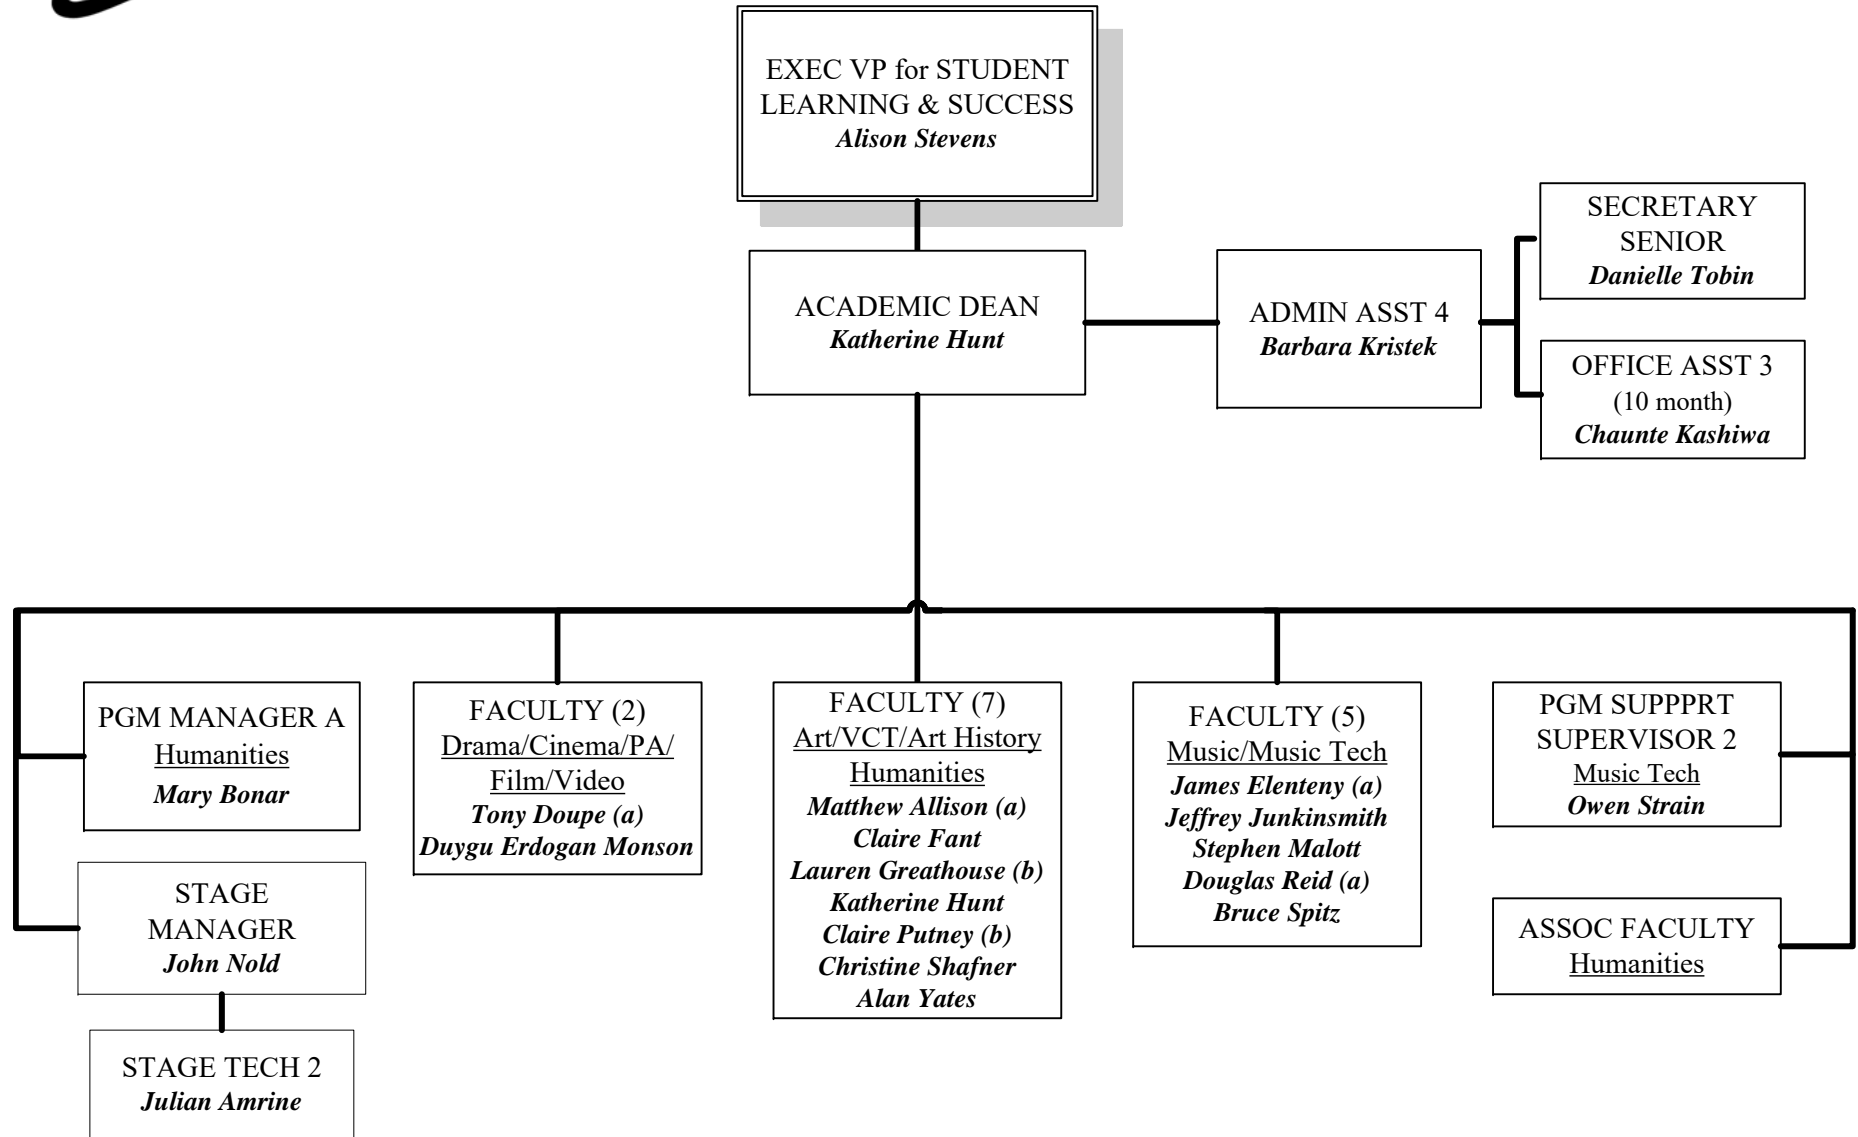 EXEC VP for STUDENT
LEARNING & SUCCESS
Alison Stevens
ACADEMIC DEAN
Katherine Hunt
ADMIN ASST 4
Barbara Kristek
SECRETARY
SENIOR
Danielle Tobin
OFFICE ASST 3
(10 month)
Chaunte Kashiwa
PGM MANAGER A
Humanities
Mary Bonar
STAGE
MANAGER
John Nold
STAGE TECH 2
Julian Amrine
FACULTY (2)
Drama/Cinema/PA/
Film/Video
Tony Doupe (a)
Duygu Erdogan Monson
FACULTY (7)
Art/VCT/Art History
Humanities
Matthew Allison (a)
Claire Fant
Lauren Greathouse (b)
Katherine Hunt
Claire Putney (b)
Christine Shafner
Alan Yates
FACULTY (5)
Music/Music Tech
James Elenteny (a)
Jeffrey Junkinsmith
Stephen Malott
Douglas Reid (a)
Bruce Spitz
PGM SUPPPRT
SUPERVISOR 2
Music Tech
Owen Strain
ASSOC FACULTY
Humanities